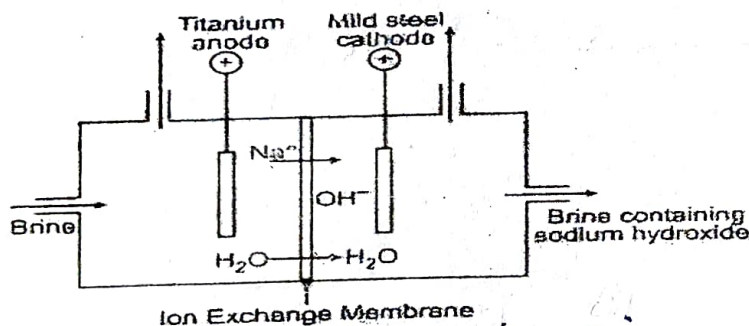 Titanium anode
Mild steel cathode
+
+
Na⁺
OH⁻
H₂O
H₂O
Brine
Brine containing sodium hydroxide
Ion Exchange Membrane